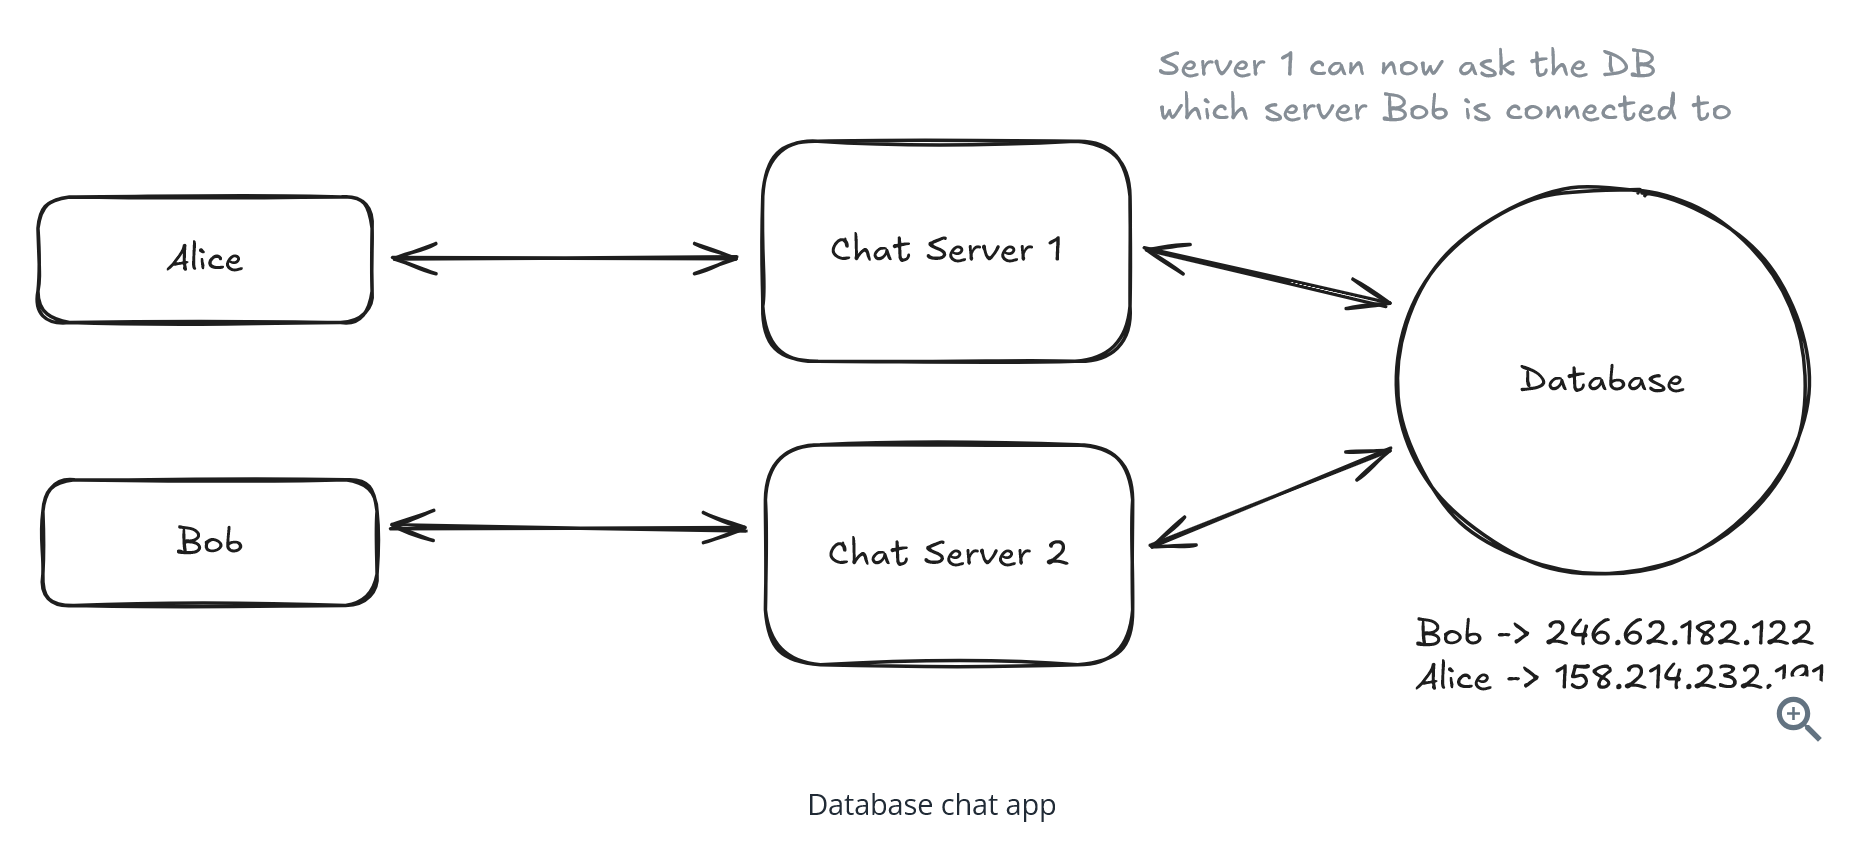 Server 1 can now ask the DB
which server Bob is connected to
Alice
Chat Server 1
Database
Bob
Chat Server 2
Bob -> 246.62.182.122
Alice -> 158.214.232.
Database chat app